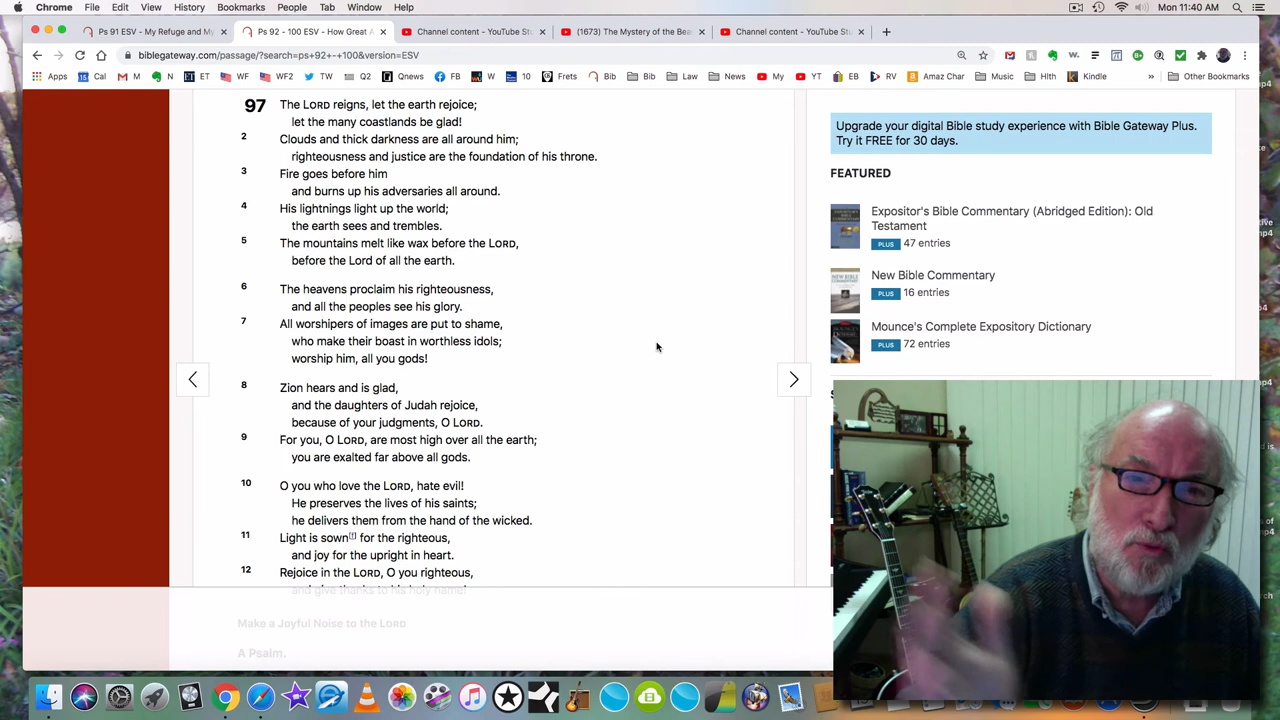 Chrome File Edit View History Bookmarks People Tab Window Help Mon 11:40 AM
Ps 91 ESV - My Refuge and My
Ps 92 - 100 ESV - How Great A
Channel content - YouTube St
(1673) The Mystery of the Bea
Channel content - YouTube St
biblegateway.com/passage/?search=ps+92+-+100&version=ESV
Apps Cal M N ET WF WF2 TW Q2 Qnews FB W 10 Frets Bib Bib Law News My YT EB RV Amaz Char Music Hlth Kindle » Other Bookmarks
97 The LORD reigns, let the earth rejoice;
let the many coastlands be glad!
2 Clouds and thick darkness are all around him;
righteousness and justice are the foundation of his throne.
3 Fire goes before him
and burns up his adversaries all around.
4 His lightnings light up the world;
the earth sees and trembles.
5 The mountains melt like wax before the LORD,
before the Lord of all the earth.
6 The heavens proclaim his righteousness,
and all the peoples see his glory.
7 All worshipers of images are put to shame,
who make their boast in worthless idols;
worship him, all you gods!
8 Zion hears and is glad,
and the daughters of Judah rejoice,
because of your judgments, O LORD.
9 For you, O LORD, are most high over all the earth;
you are exalted far above all gods.
10 O you who love the LORD, hate evil!
He preserves the lives of his saints;
he delivers them from the hand of the wicked.
11 Light is sown[f] for the righteous,
and joy for the upright in heart.
12 Rejoice in the LORD, O you righteous,
and give thanks to his holy name!
Make a Joyful Noise to the LORD
A Psalm.
Upgrade your digital Bible study experience with Bible Gateway Plus.
Try it FREE for 30 days.
FEATURED
Expositor's Bible Commentary (Abridged Edition): Old
Testament
PLUS 47 entries
New Bible Commentary
PLUS 16 entries
Mounce's Complete Expository Dictionary
PLUS 72 entries